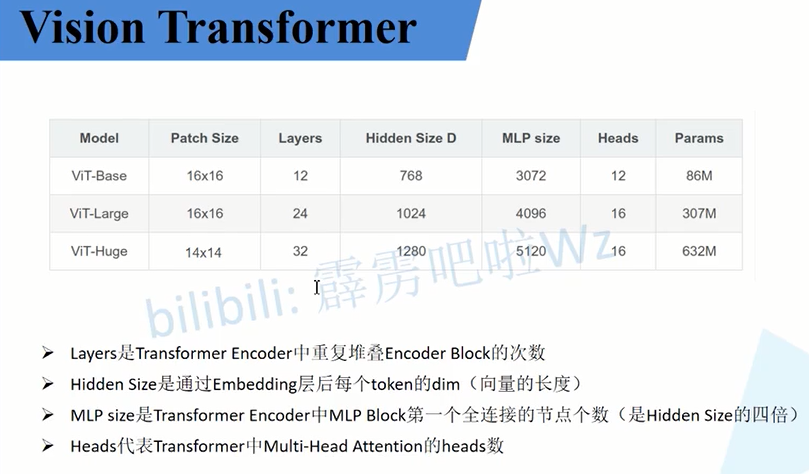 Vision Transformer
Model Patch Size Layers Hidden Size D MLP size Heads Params
ViT-Base 16x16 12 768 3072 12 86M
ViT-Large 16x16 24 1024 4096 16 307M
ViT-Huge 14x14 32 1280 5120 16 632M
bilibili: 霹雳吧啦Wz
➢ Layers是Transformer Encoder中重复堆叠Encoder Block的次数
➢ Hidden Size是通过Embedding层后每个token的dim（向量的长度）
➢ MLP size是Transformer Encoder中MLP Block第一个全连接的节点个数（是Hidden Size的四倍）
➢ Heads代表Transformer中Multi-Head Attention的heads数